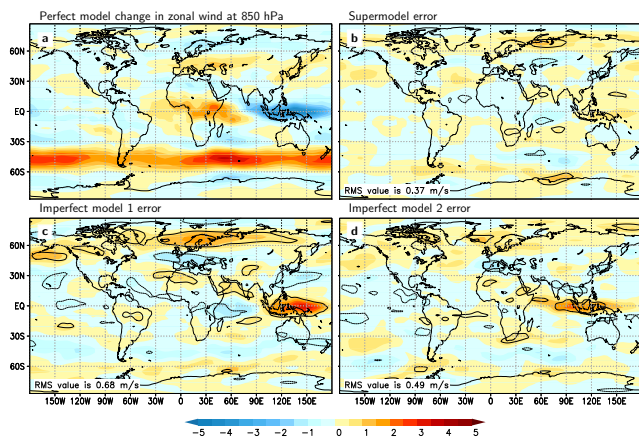 Perfect model change in zonal wind at 850 hPa
Supermodel error
a
b
60N
30N
EQ
30S
60S
RMS value is 0.37 m/s
Imperfect model 1 error
Imperfect model 2 error
c
d
60N
30N
EQ
30S
60S
RMS value is 0.68 m/s
RMS value is 0.49 m/s
150W 120W 90W 60W 30W 0 30E 60E 90E 120E 150E
150W 120W 90W 60W 30W 0 30E 60E 90E 120E 150E
-5 -4 -3 -2 -1 0 1 2 3 4 5